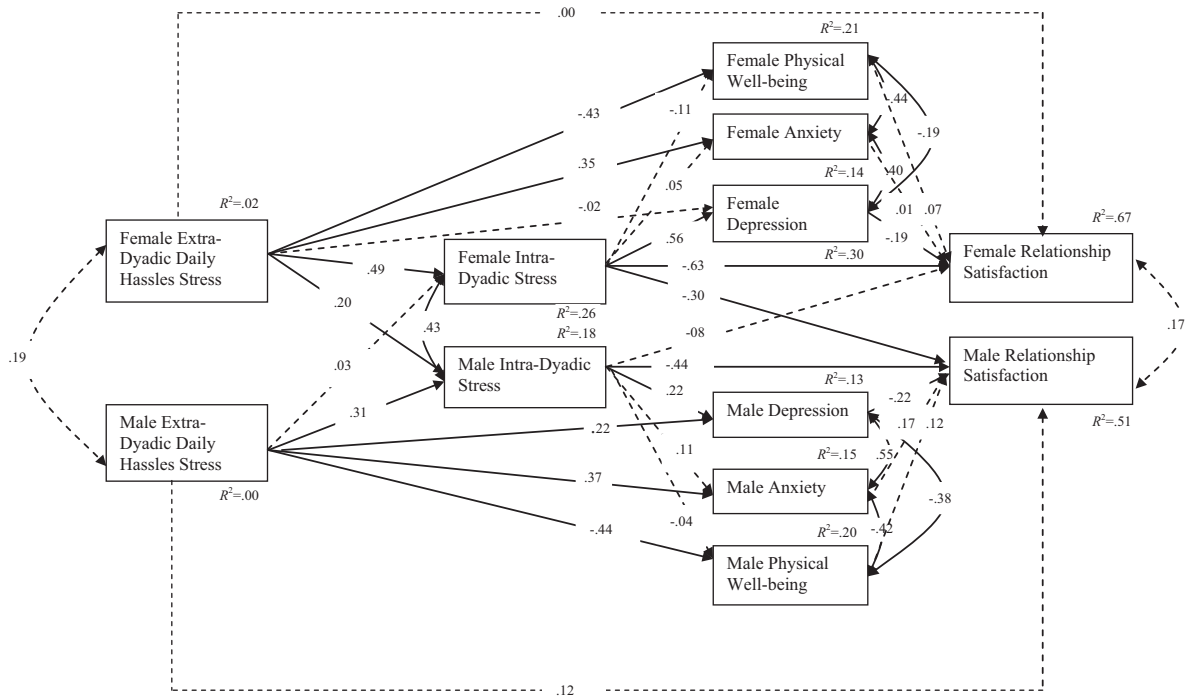 .00
R²=.21
Female Physical
Well-being
-.44
-.11
-.43
-.19
Female Anxiety
.35
R²=.14
.40
.05
Female
Depression
-.02
.01
.07
R²=.02
Female Extra-
Dyadic Daily
Hassles Stress
.56
-.19
R²=.67
Female Relationship
Satisfaction
Female Intra-
Dyadic Stress
.49
-.63
R²=.30
.20
-.30
R²=.26
R²=.18
.43
-08
.17
.19
.03
Male Intra-Dyadic
Stress
-.44
Male Relationship
Satisfaction
R²=.13
.22
.31
Male Extra-
Dyadic Daily
Hassles Stress
Male Depression
-.22
.17
.12
R²=.51
.22
.11
R²=.15
.55
.37
Male Anxiety
R²=.00
-.38
-.04
-.44
R²=.20
-.42
Male Physical
Well-being
.12